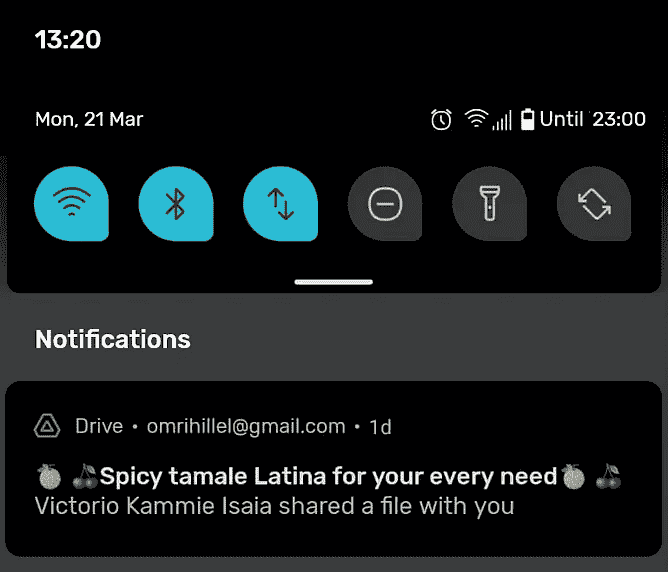 13:20
Mon, 21 Mar Until 23:00
Notifications
Drive • omrihillel@gmail.com • 1d
Spicy tamale Latina for your every need
Victorio Kammie Isaia shared a file with you